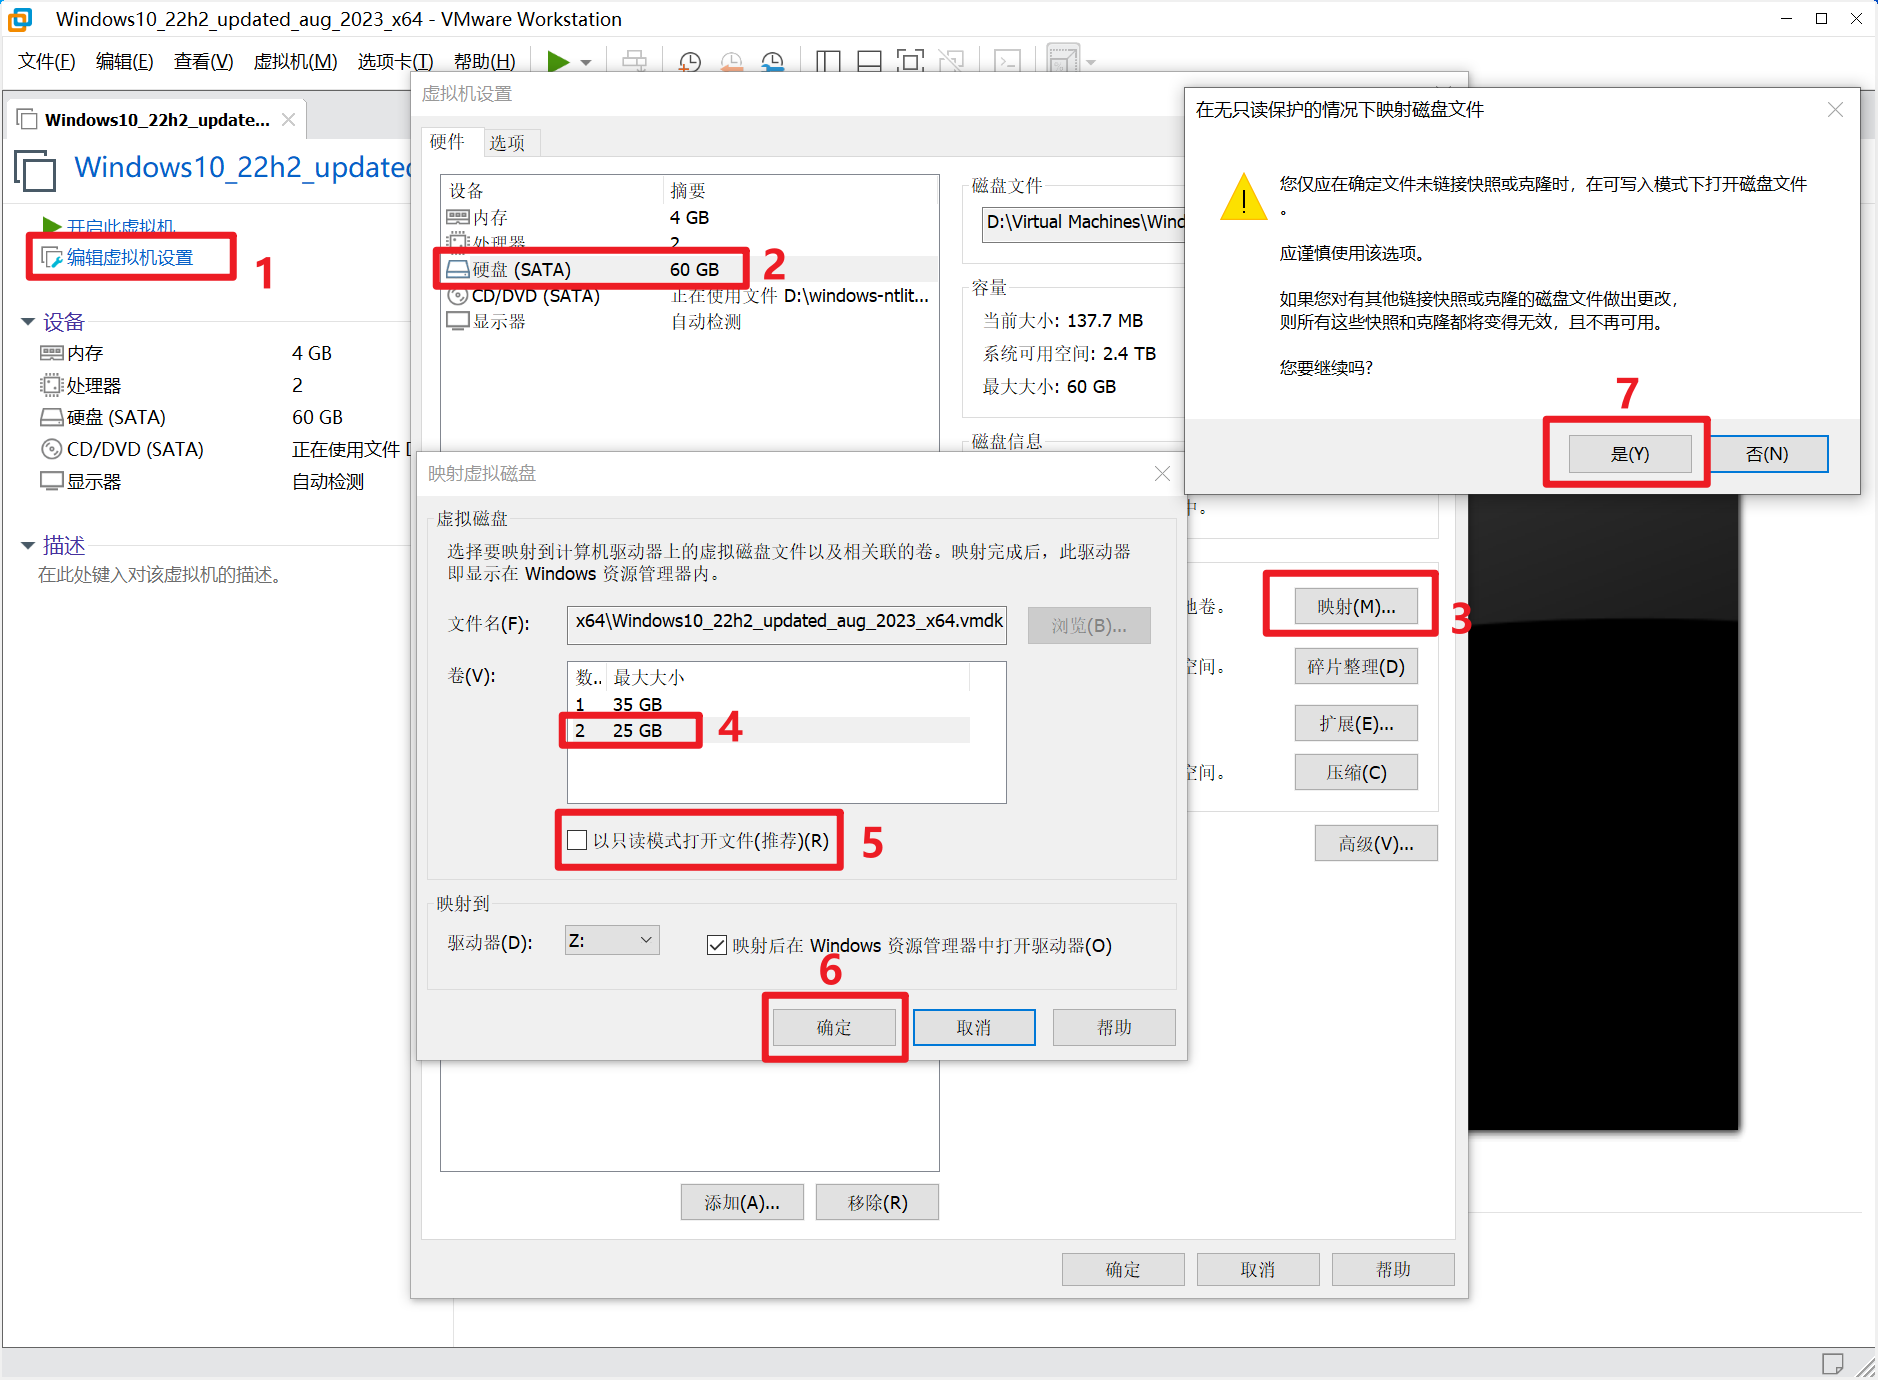 Windows10_22h2_updated_aug_2023_x64 - VMware Workstation
文件(F) 编辑(E) 查看(V) 虚拟机(M) 选项卡(T) 帮助(H)
Windows10_22h2_update...
Windows10_22h2_updated
开启此虚拟机
编辑虚拟机设置
1
设备
内存 4 GB
处理器 2
硬盘 (SATA) 60 GB
CD/DVD (SATA) 正在使用文件
显示器 自动检测
描述
在此处键入对该虚拟机的描述。
虚拟机设置
硬件 选项
设备 摘要
内存 4 GB
处理器 2
硬盘 (SATA) 60 GB
2
CD/DVD (SATA) 正在使用文件 D:\windows-ntlit...
显示器 自动检测
磁盘文件
D:\Virtual Machines\Wind
容量
当前大小: 137.7 MB
系统可用空间: 2.4 TB
最大大小: 60 GB
磁盘信息
中。
地卷。
映射(M)...
3
空间。
碎片整理(D)
扩展(E)...
空间。
压缩(C)
高级(V)...
添加(A)... 移除(R)
确定 取消 帮助
映射虚拟磁盘
虚拟磁盘
选择要映射到计算机驱动器上的虚拟磁盘文件以及相关联的卷。映射完成后，此驱动器
即显示在 Windows 资源管理器内。
文件名(F): x64\Windows10_22h2_updated_aug_2023_x64.vmdk 浏览(B)...
卷(V):
数.. 最大大小
1 35 GB
2 25 GB
4
以只读模式打开文件(推荐)(R)
5
映射到
驱动器(D): Z: 映射后在 Windows 资源管理器中打开驱动器(O)
6
确定 取消 帮助
在无只读保护的情况下映射磁盘文件
您仅应在确定文件未链接快照或克隆时，在可写入模式下打开磁盘文件
。
应谨慎使用该选项。
如果您对有其他链接快照或克隆的磁盘文件做出更改，
则所有这些快照和克隆都将变得无效，且不再可用。
您要继续吗?
7
是(Y) 否(N)